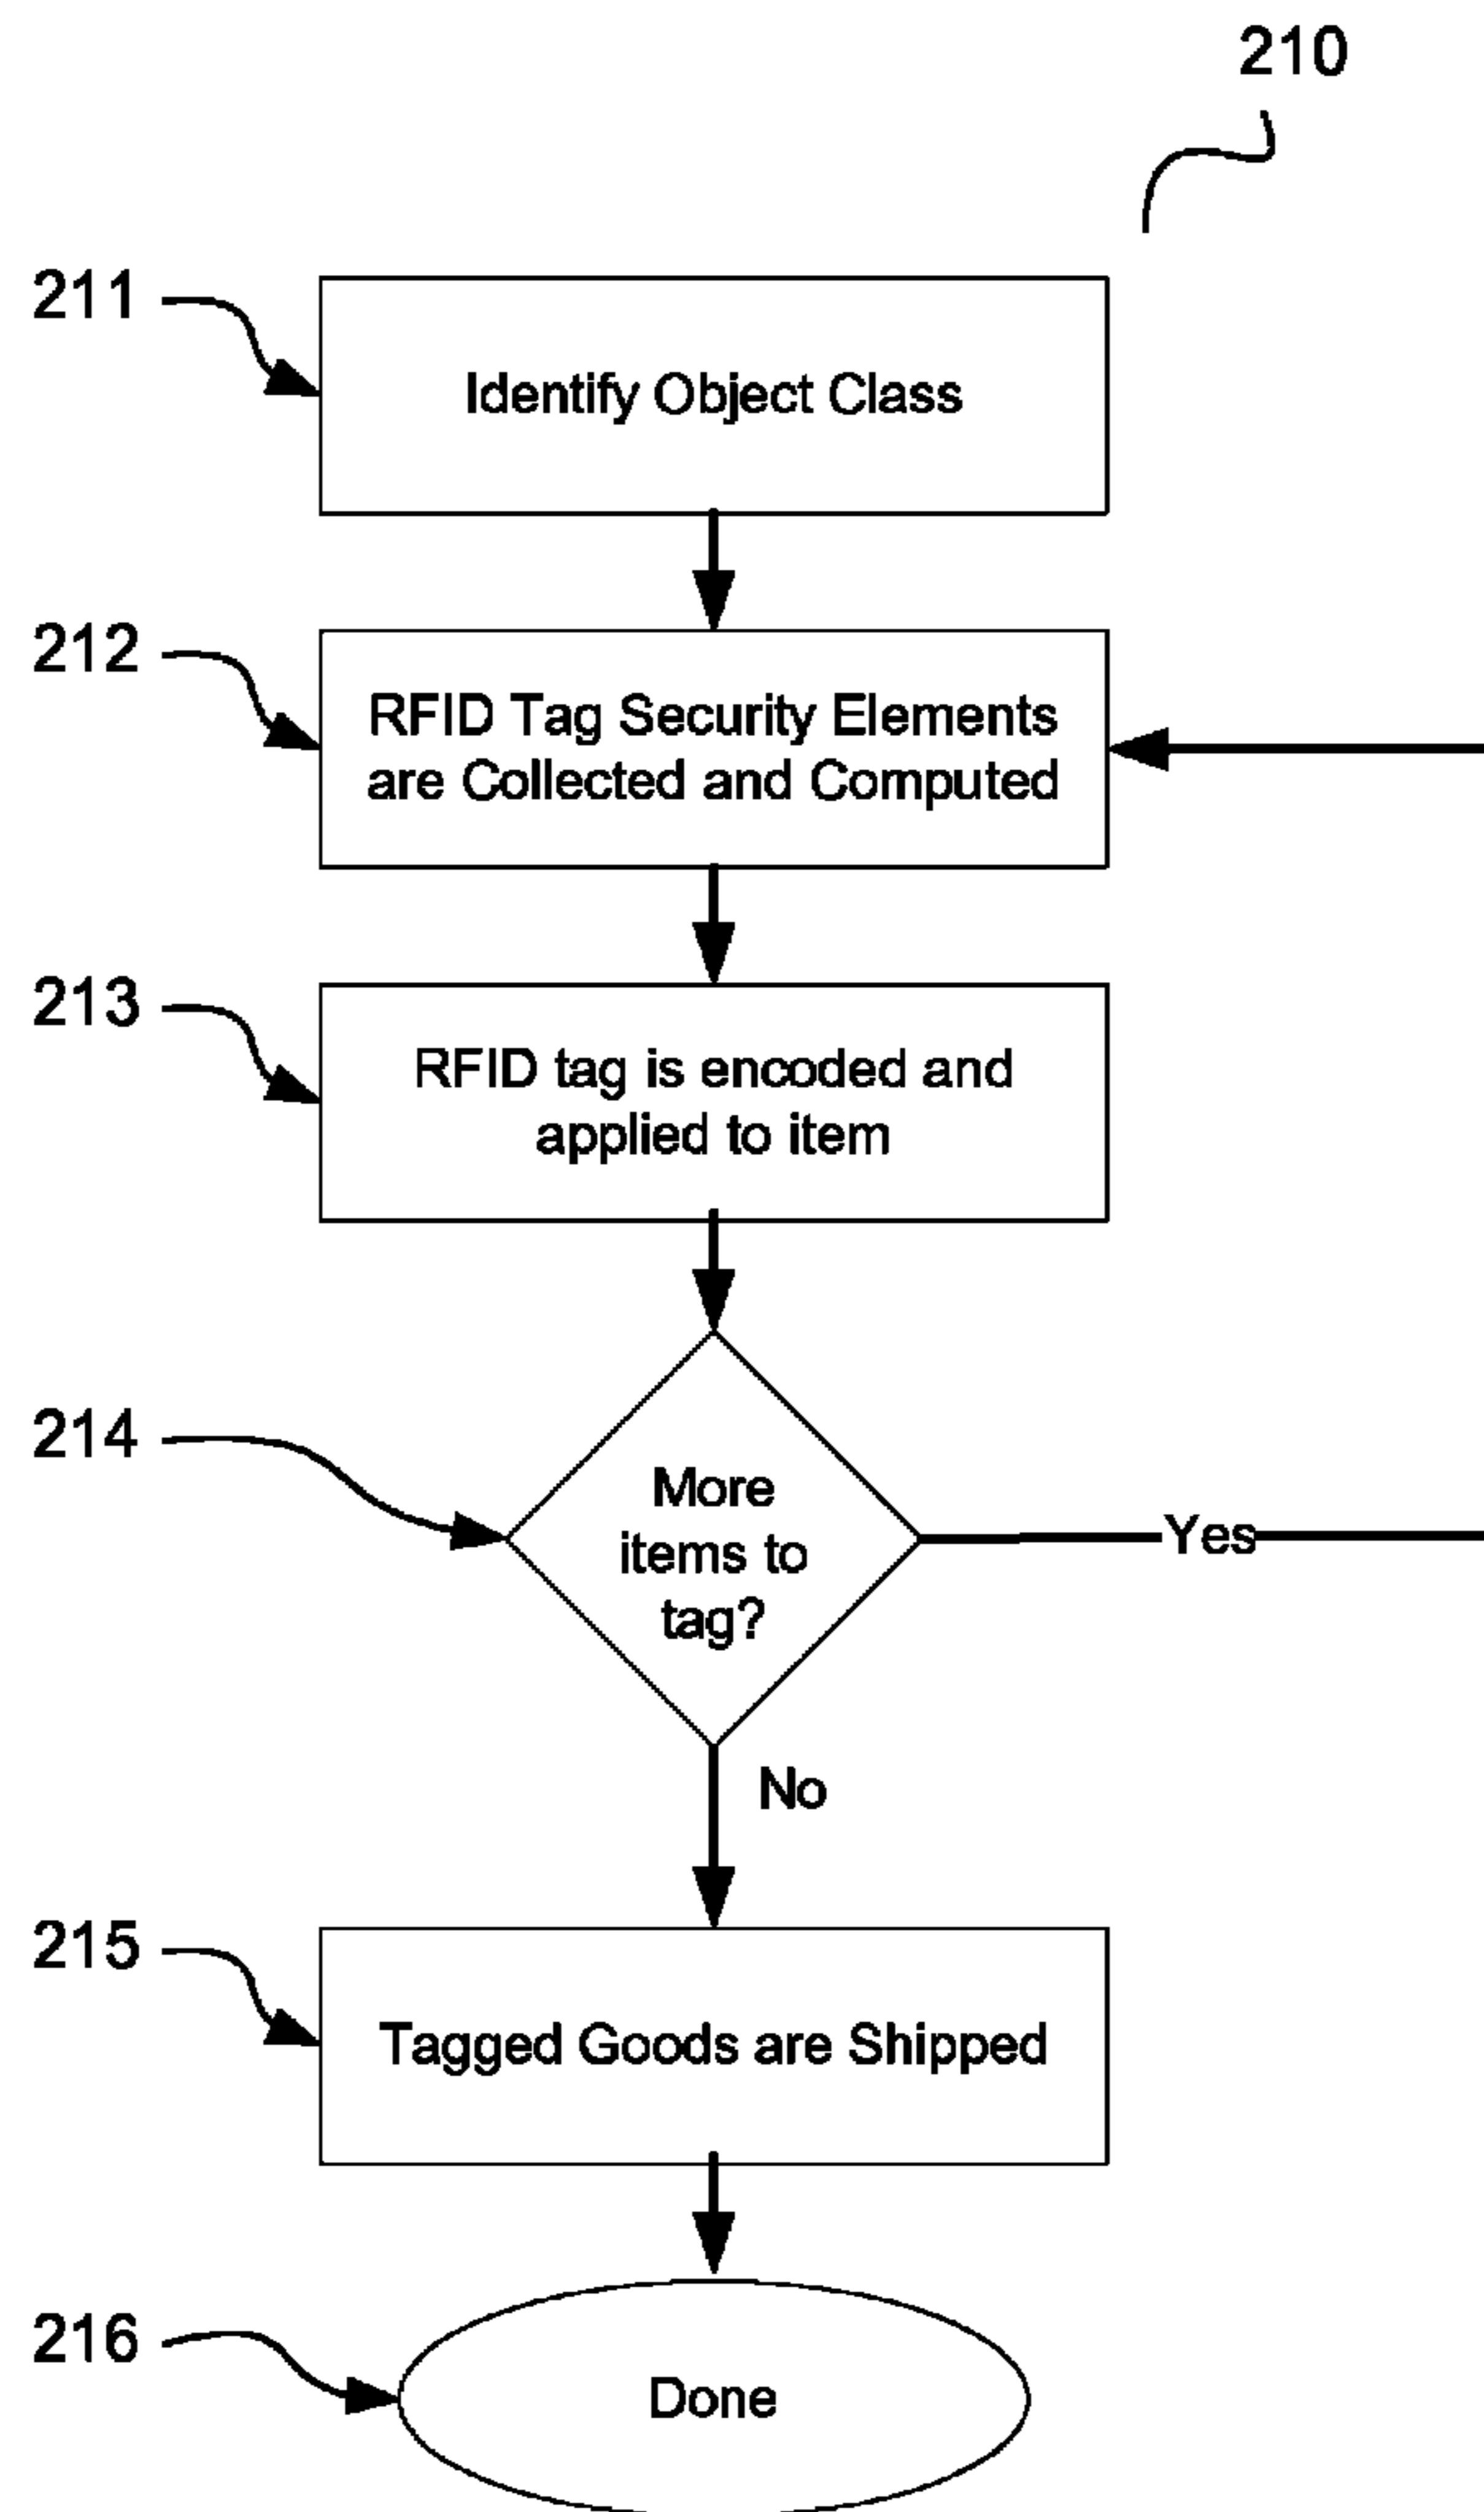 210
211
Identify Object Class
212
RFID Tag Security Elements
are Collected and Computed
213
RFID tag is encoded and
applied to item
214
More
items to
tag?
Yes
No
215
Tagged Goods are Shipped
216
Done